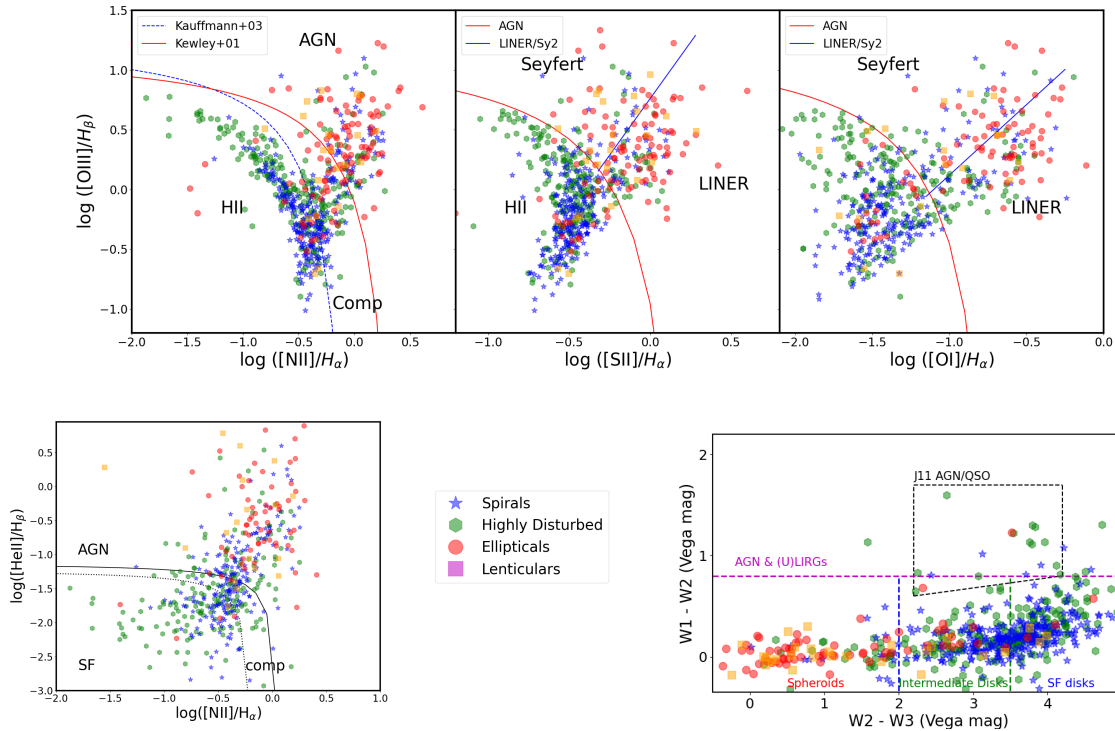 Kauffmann+03
Kewley+01
AGN
HII
Comp
1.5
1.0
0.5
0.0
−0.5
−1.0
log ([OIII]/Hβ)
−2.0 −1.5 −1.0 −0.5 0.0
log ([NII]/Hα)
AGN
LINER/Sy2
Seyfert
HII
LINER
−1.0 −0.5 0.0 0.5
log ([SII]/Hα)
AGN
LINER/Sy2
Seyfert
LINER
−2.0 −1.5 −1.0 −0.5 0.0
log ([OI]/Hα)
0.5
0.0
−0.5
−1.0
−1.5
−2.0
−2.5
−3.0
log([HeII]/Hβ)
AGN
SF
comp
−2.0 −1.5 −1.0 −0.5 0.0 0.5 1.0
log([NII]/Hα)
Spirals
Highly Disturbed
Ellipticals
Lenticulars
2
1
0
W1 - W2 (Vega mag)
J11 AGN/QSO
AGN & (U)LIRGs
Spheroids
Intermediate Disks
SF disks
0 1 2 3 4
W2 - W3 (Vega mag)